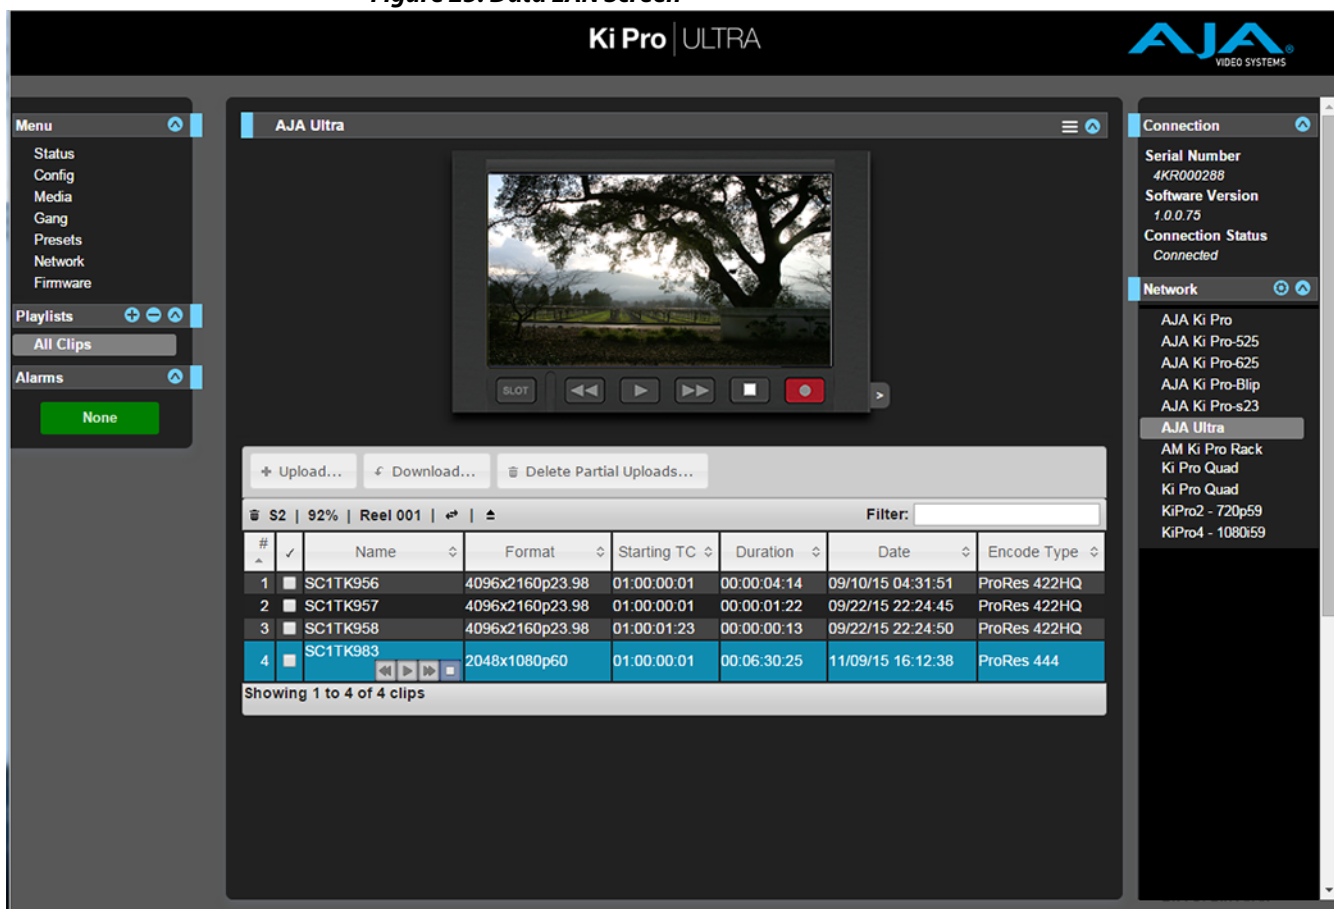 Figure 23. Data LAN Screen
Ki Pro ULTRA
AJA
VIDEO SYSTEMS
Menu
Status
Config
Media
Gang
Presets
Network
Firmware
Playlists
All Clips
Alarms
None
AJA Ultra
SLOT
>
+ Upload...
Download...
Delete Partial Uploads...
S2 | 92% | Reel 001 | |
Filter:
# ✓ Name Format Starting TC Duration Date Encode Type
1 SC1TK956 4096x2160p23.98 01:00:00:01 00:00:04:14 09/10/15 04:31:51 ProRes 422HQ
2 SC1TK957 4096x2160p23.98 01:00:00:01 00:00:01:22 09/22/15 22:24:45 ProRes 422HQ
3 SC1TK958 4096x2160p23.98 01:00:01:23 00:00:00:13 09/22/15 22:24:50 ProRes 422HQ
4 SC1TK983 2048x1080p60 01:00:00:01 00:06:30:25 11/09/15 16:12:38 ProRes 444
Showing 1 to 4 of 4 clips
Connection
Serial Number
4KR000288
Software Version
1.0.0.75
Connection Status
Connected
Network
AJA Ki Pro
AJA Ki Pro-525
AJA Ki Pro-625
AJA Ki Pro-Blip
AJA Ki Pro-s23
AJA Ultra
AM Ki Pro Rack
Ki Pro Quad
Ki Pro Quad
KiPro2 - 720p59
KiPro4 - 1080i59